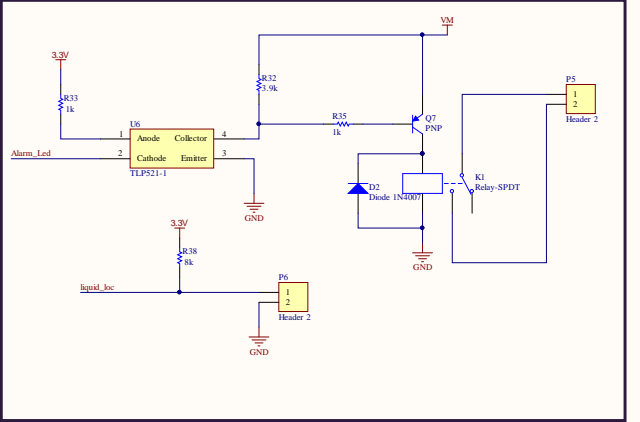 VM
3.3V
R32
3.9k
P5
1
2
Header 2
R33
1k
R35
1k
Q7
PNP
U6
1 Anode Collector 4
2 Cathode Emitter 3
TLP521-1
Alarm_Led
K1
Relay-SPDT
D2
Diode 1N4007
GND
3.3V
GND
R38
8k
P6
liquid_loc
1
2
Header 2
GND